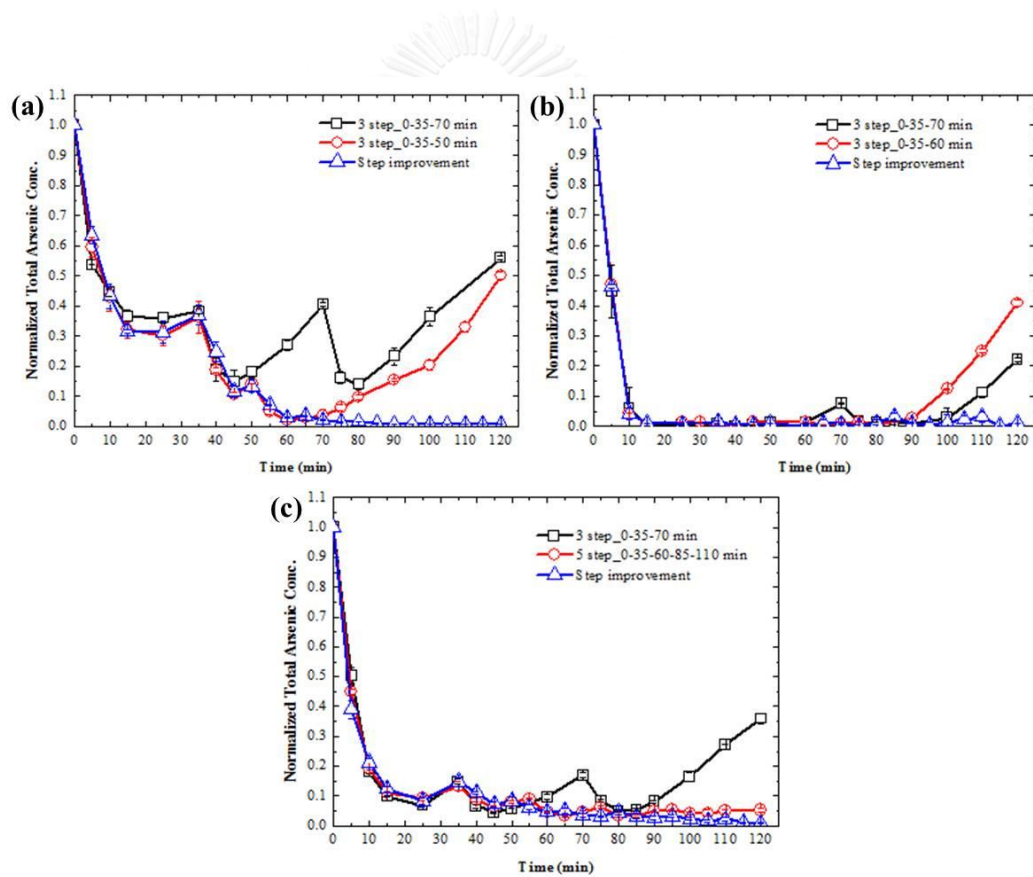 (a)
1.1
1.0
0.9
0.8
0.7
0.6
0.5
0.4
0.3
0.2
0.1
0.0
Normalized Total Arsenic Conc.
3 step_0-35-70 min
3 step_0-35-50 min
Step improvement
0 10 20 30 40 50 60 70 80 90 100 110 120
Time (min)
(b)
1.1
1.0
0.9
0.8
0.7
0.6
0.5
0.4
0.3
0.2
0.1
0.0
Normalized Total Arsenic Conc.
3 step_0-35-70 min
3 step_0-35-60 min
Step improvement
0 10 20 30 40 50 60 70 80 90 100 110 120
Time (min)
(c)
1.1
1.0
0.9
0.8
0.7
0.6
0.5
0.4
0.3
0.2
0.1
0.0
Normalized Total Arsenic Conc.
3 step_0-35-70 min
5 step_0-35-60-85-110 min
Step improvement
0 10 20 30 40 50 60 70 80 90 100 110 120
Time (min)